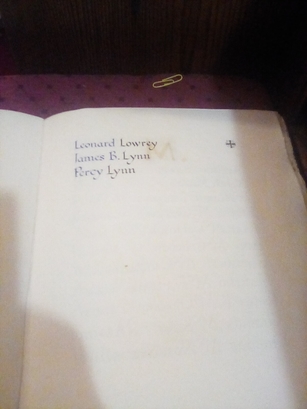 Leonard Lowrey ✠
James B. Lynn
Percy Lynn